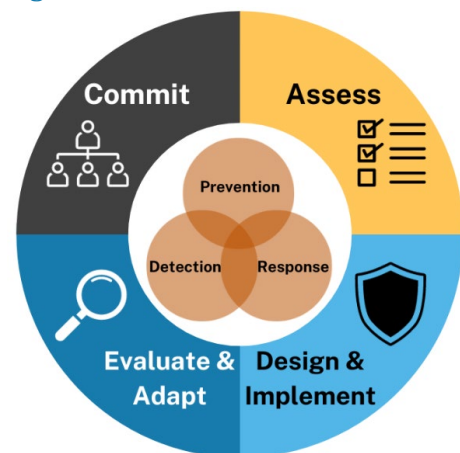 Commit
Assess
Prevention
Detection
Response
Evaluate &
Adapt
Design &
Implement